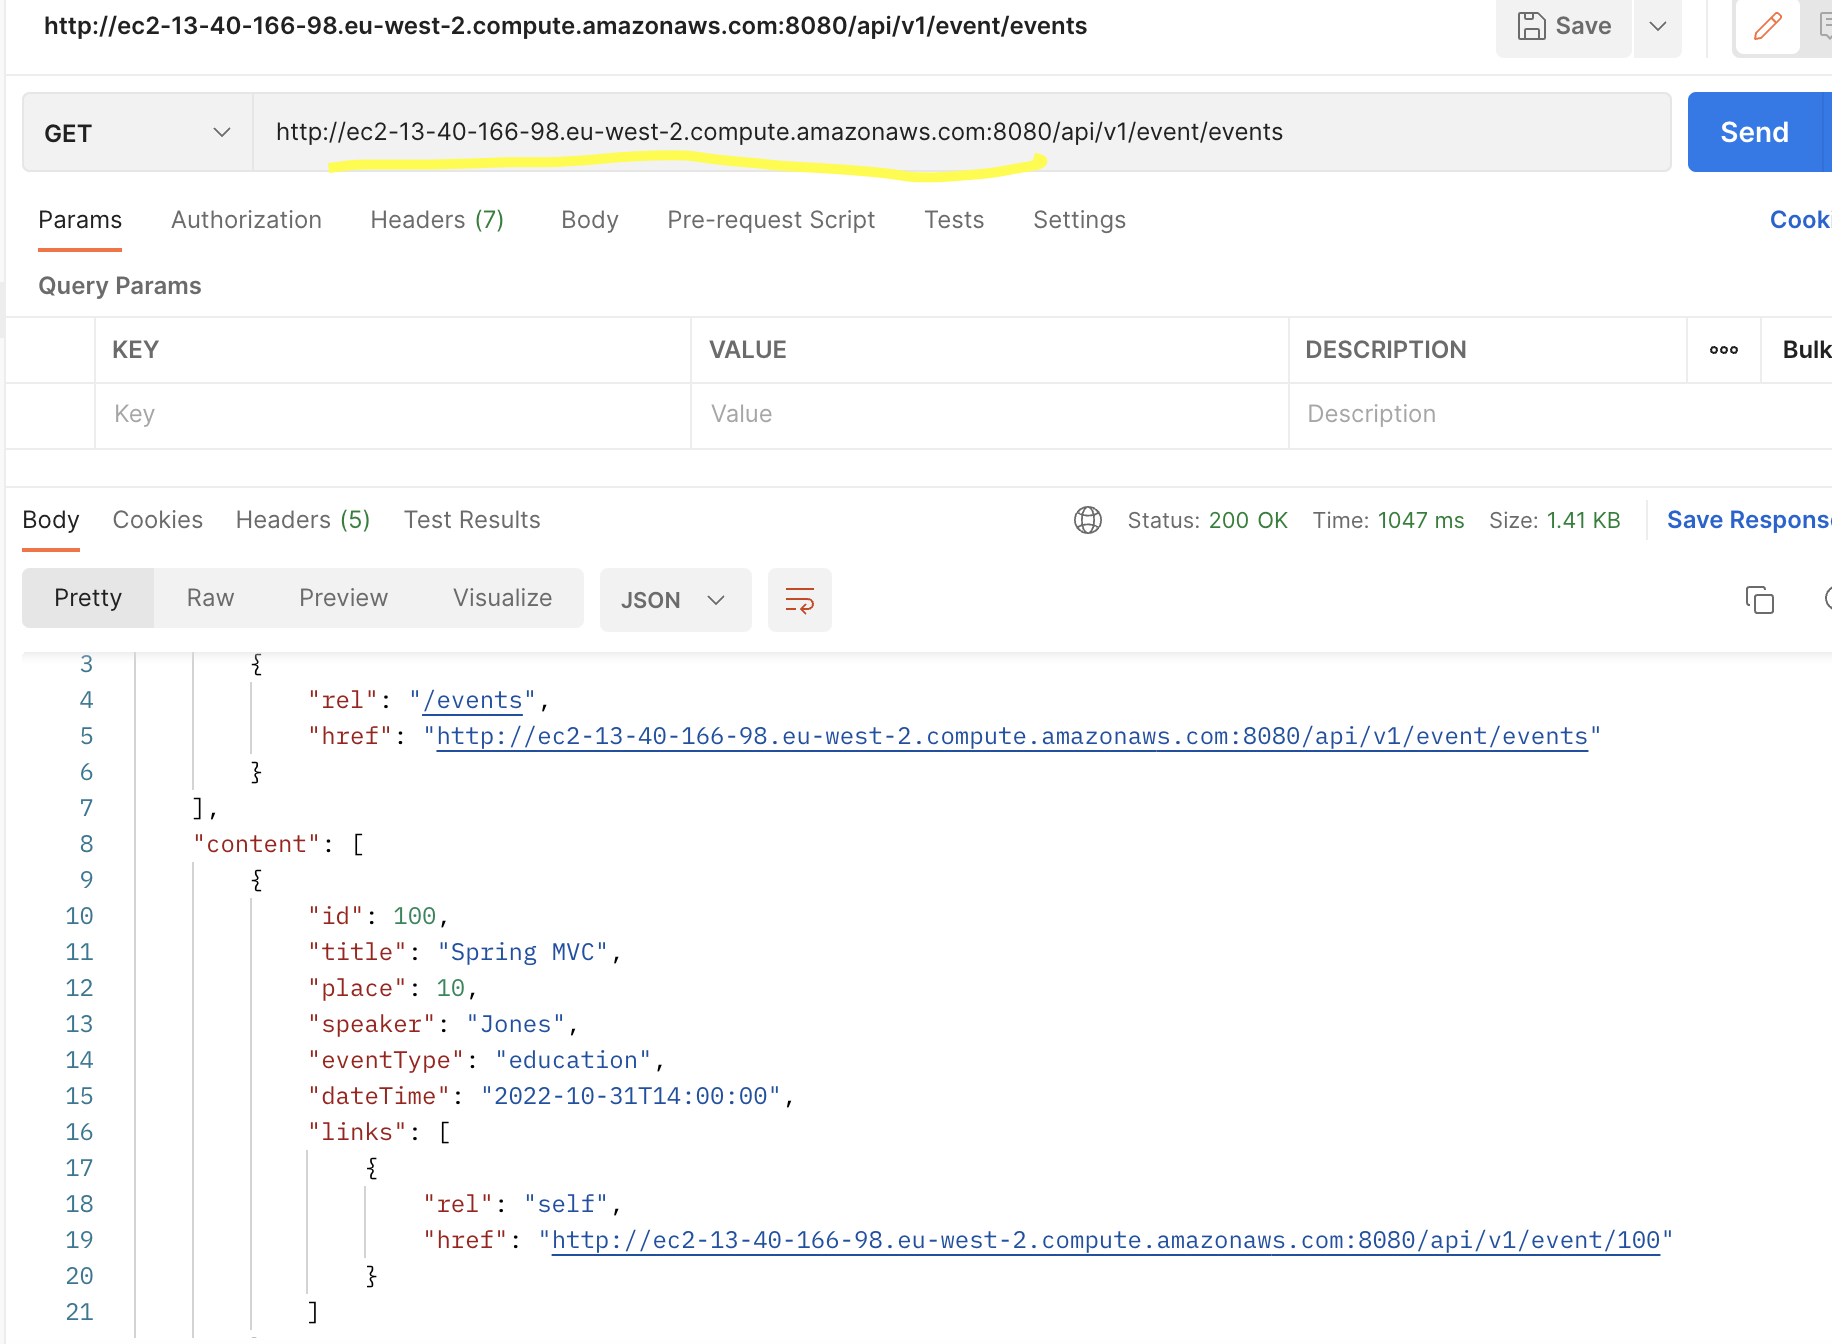 http://ec2-13-40-166-98.eu-west-2.compute.amazonaws.com:8080/api/v1/event/events Save
GET http://ec2-13-40-166-98.eu-west-2.compute.amazonaws.com:8080/api/v1/event/events Send
Params Authorization Headers (7) Body Pre-request Script Tests Settings Cooki
Query Params
KEY VALUE DESCRIPTION ooo Bulk
Key Value Description
Body Cookies Headers (5) Test Results Status: 200 OK Time: 1047 ms Size: 1.41 KB Save Respons
Pretty Raw Preview Visualize JSON
3 {
4 "rel": "/events",
5 "href": "http://ec2-13-40-166-98.eu-west-2.compute.amazonaws.com:8080/api/v1/event/events"
6 }
7 ],
8 "content": [
9 {
10 "id": 100,
11 "title": "Spring MVC",
12 "place": 10,
13 "speaker": "Jones",
14 "eventType": "education",
15 "dateTime": "2022-10-31T14:00:00",
16 "links": [
17 {
18 "rel": "self",
19 "href": "http://ec2-13-40-166-98.eu-west-2.compute.amazonaws.com:8080/api/v1/event/100"
20 }
21 ]